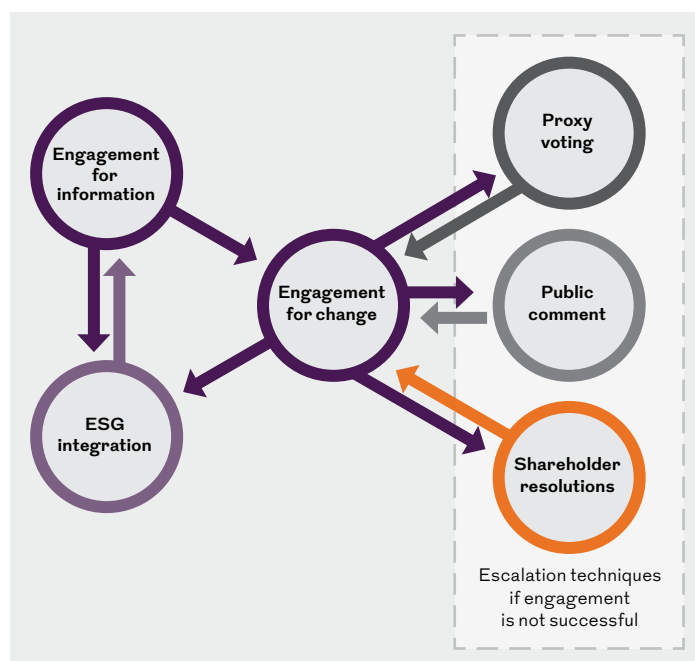 Engagement
for
information
ESG
integration
Engagement
for change
Proxy
voting
Public
comment
Shareholder
resolutions
Escalation techniques
if engagement
is not successful